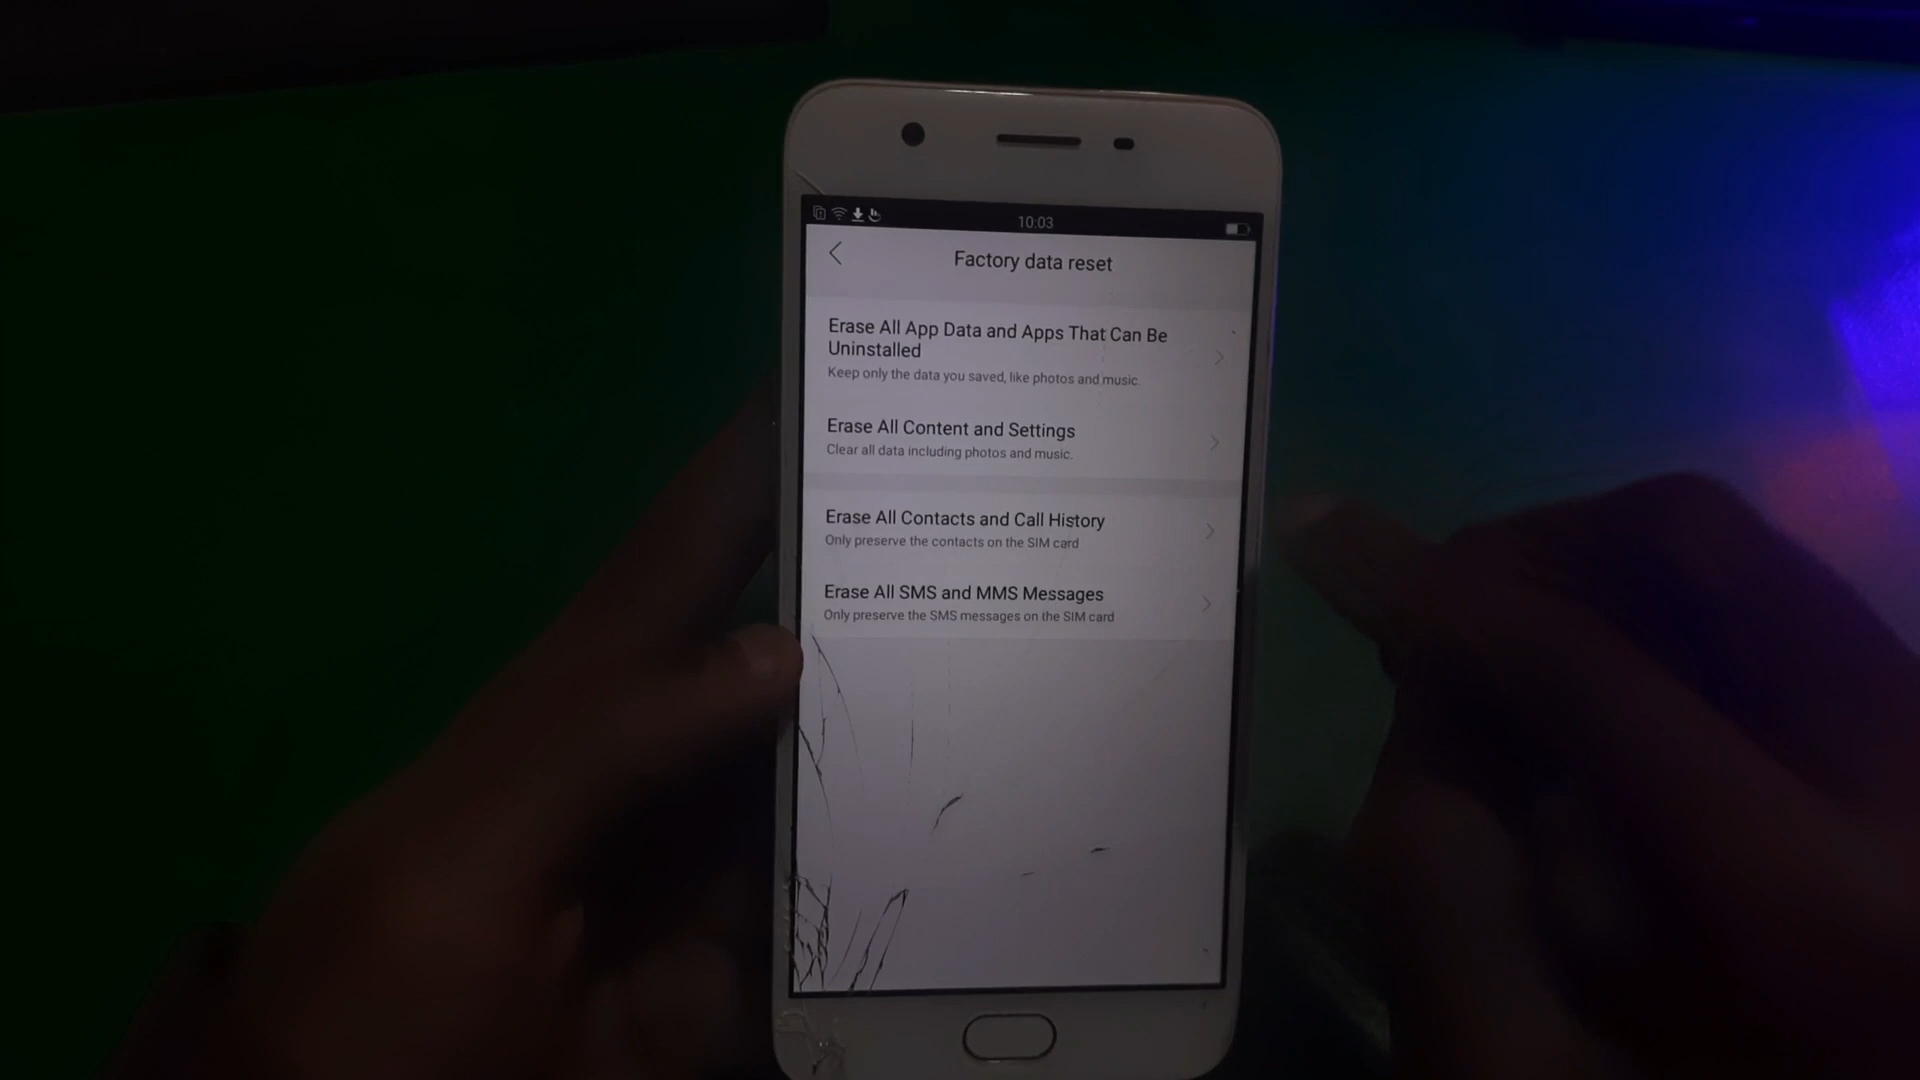 10:03
Factory data reset
Erase All App Data and Apps That Can Be
Uninstalled
Keep only the data you saved, like photos and music.
Erase All Content and Settings
Clear all data including photos and music.
Erase All Contacts and Call History
Only preserve the contacts on the SIM card
Erase All SMS and MMS Messages
Only preserve the SMS messages on the SIM card